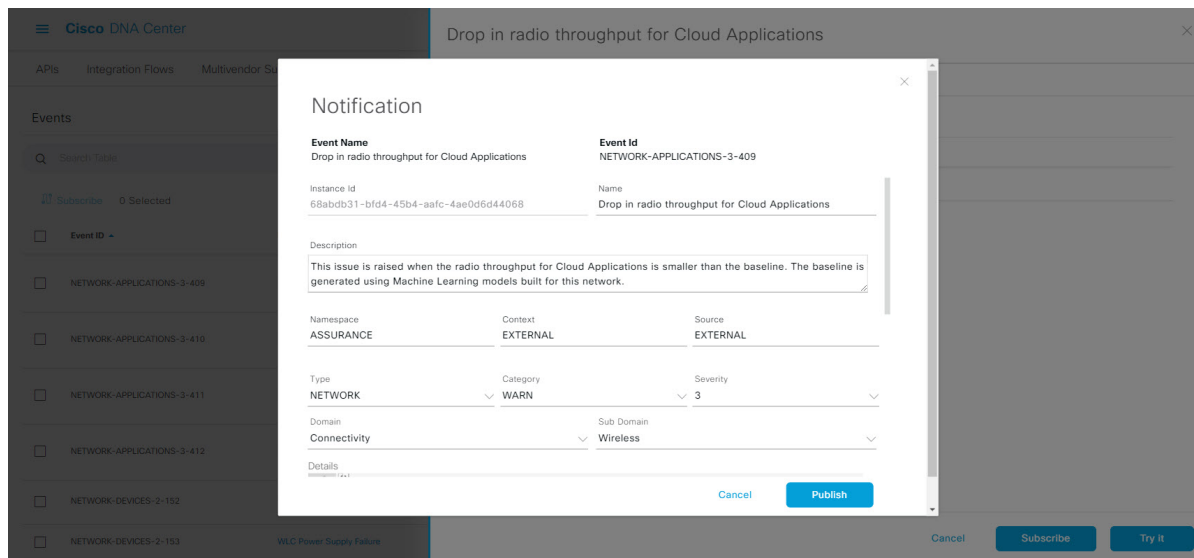 Cisco DNA Center
Drop in radio throughput for Cloud Applications
APIs Integration Flows Multivendor Su
Events
Search Table
Subscribe 0 Selected
Event ID
NETWORK-APPLICATIONS-3-409
NETWORK-APPLICATIONS-3-410
NETWORK-APPLICATIONS-3-411
NETWORK-APPLICATIONS-3-412
NETWORK-DEVICES-2-152
NETWORK-DEVICES-2-153 WLC Power Supply Failure
Notification
Event Name Event Id
Drop in radio throughput for Cloud Applications NETWORK-APPLICATIONS-3-409
Instance Id Name
68abdb31-bfd4-45b4-aafc-4ae0d6d44068 Drop in radio throughput for Cloud Applications
Description
This issue is raised when the radio throughput for Cloud Applications is smaller than the baseline. The baseline is
generated using Machine Learning models built for this network.
Namespace Context Source
ASSURANCE EXTERNAL EXTERNAL
Type Category Severity
NETWORK WARN 3
Domain Sub Domain
Connectivity Wireless
Details
Cancel Publish
Cancel Subscribe Try it